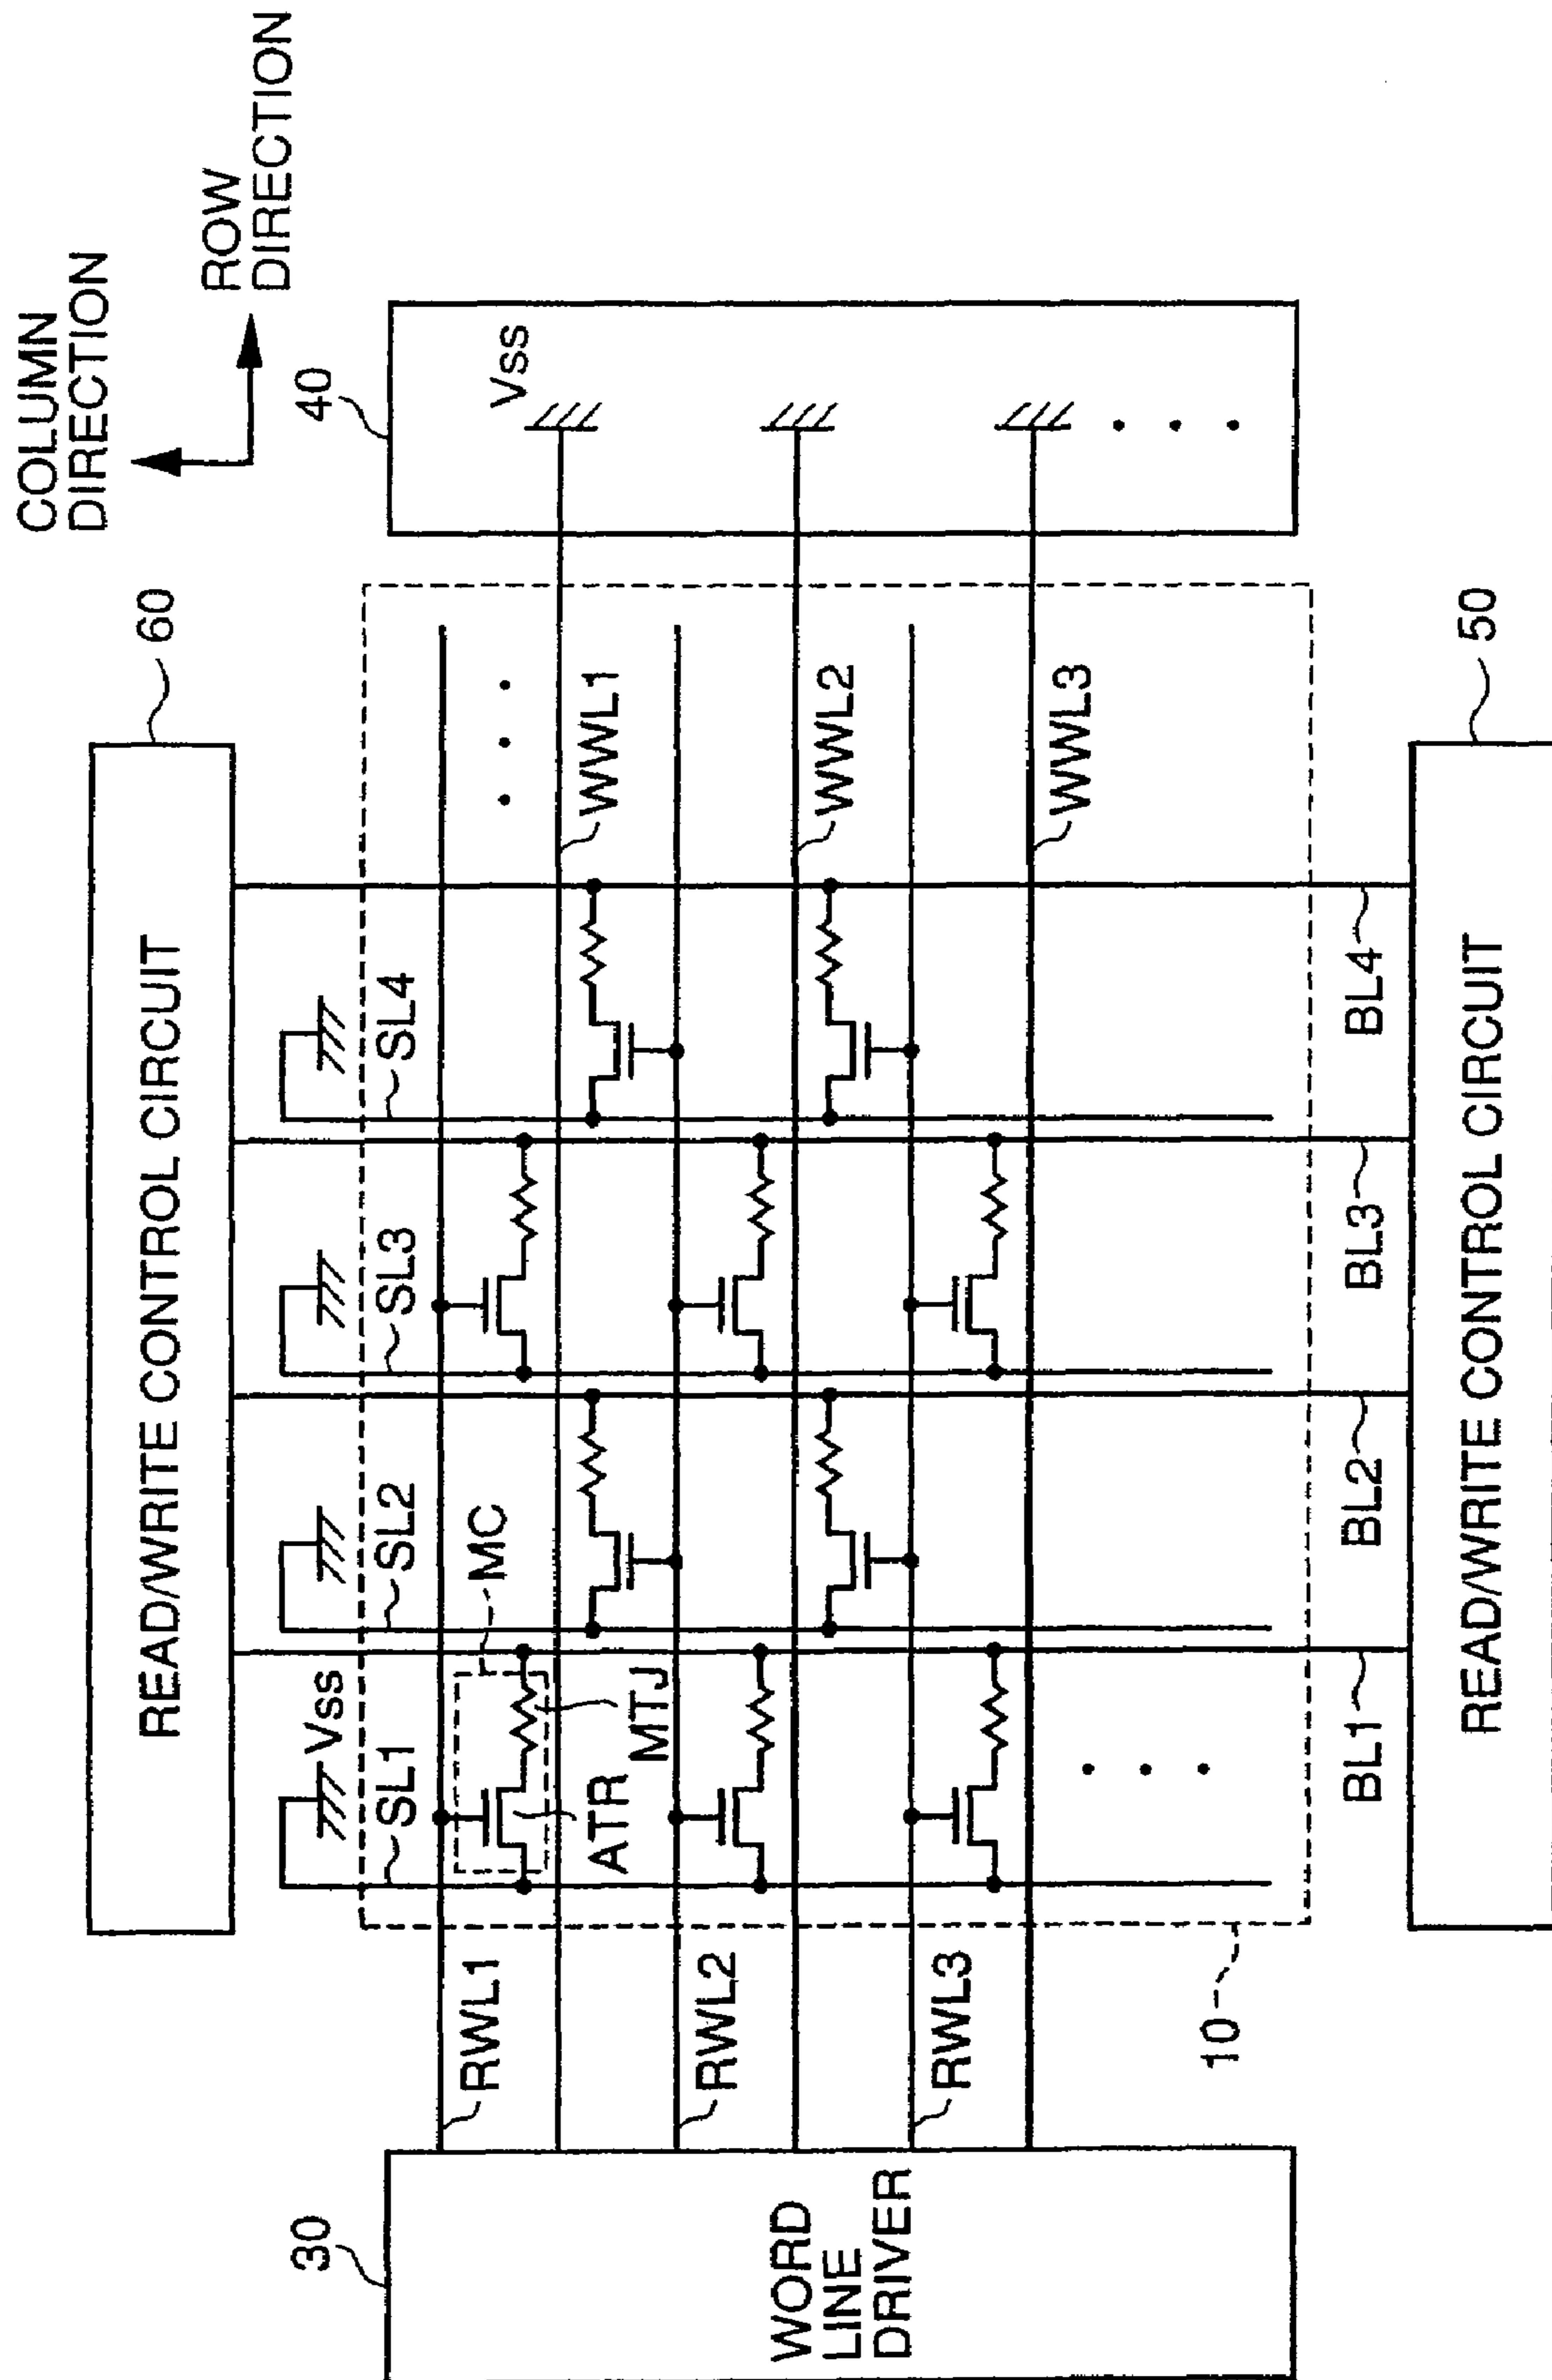 COLUMN
DIRECTION
ROW
DIRECTION
60
READ/WRITE CONTROL CIRCUIT
40
30
Vss
SL1
SL2
SL3
SL4
Vss
MC
RWL1
ATR
MTJ
WWL1
RWL2
WWL2
RWL3
WWL3
WORD
LINE
DRIVER
10
BL1
BL2
BL3
BL4
50
READ/WRITE CONTROL CIRCUIT